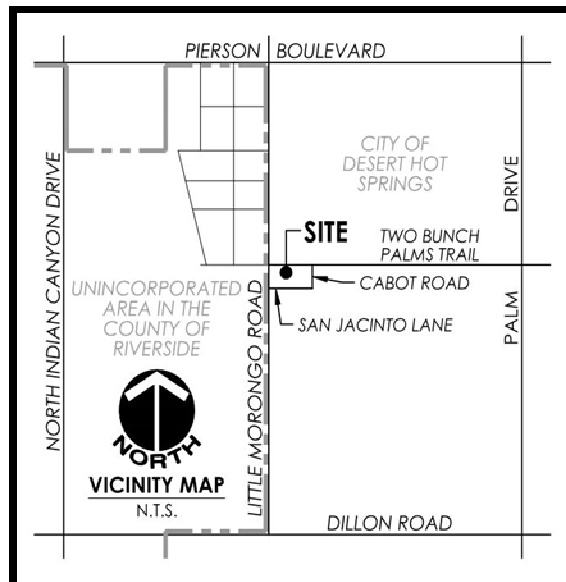 PIERSON BOULEVARD
CITY OF
DESERT HOT
SPRINGS
NORTH INDIAN CANYON DRIVE
PALM DRIVE
SITE
TWO BUNCH
PALMS TRAIL
CABOT ROAD
SAN JACINTO LANE
UNINCORPORATED
AREA IN THE
COUNTY OF
RIVERSIDE
LITTLE MORONGO ROAD
NORTH
VICINITY MAP
N.T.S.
DILLON ROAD